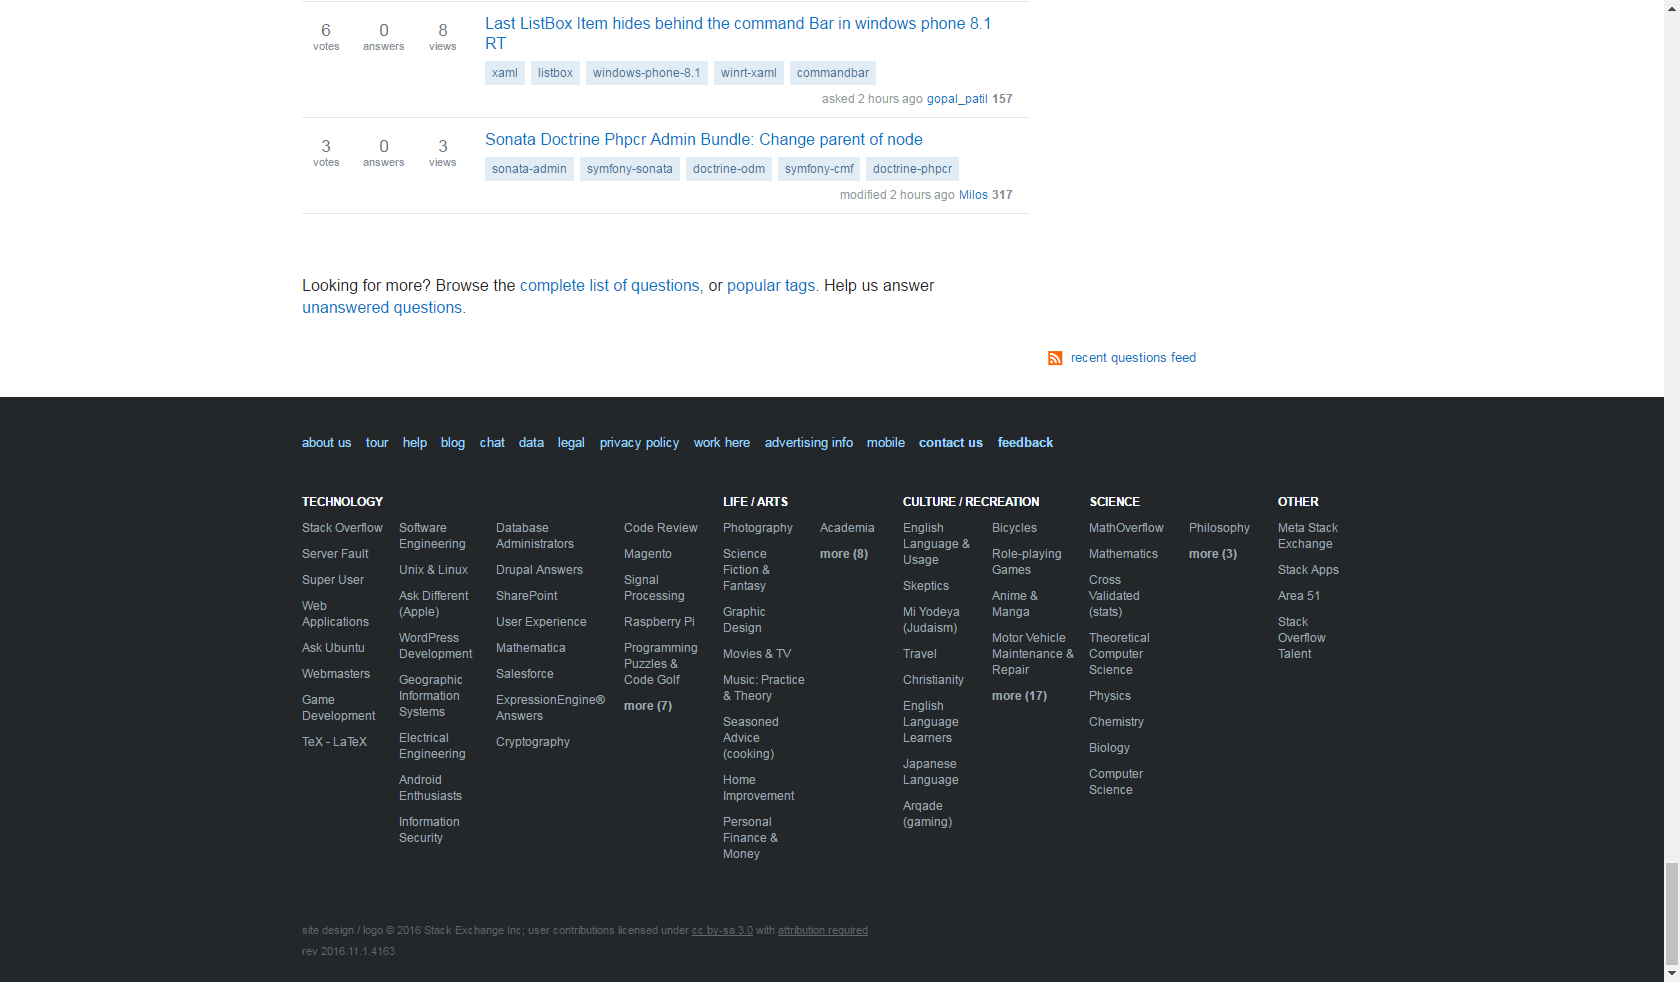 6 votes 0 answers 8 views
Last ListBox Item hides behind the command Bar in windows phone 8.1
RT
xaml listbox windows-phone-8.1 winrt-xaml commandbar
asked 2 hours ago gopal_patil 157
3 votes 0 answers 3 views
Sonata Doctrine Phpcr Admin Bundle: Change parent of node
sonata-admin symfony-sonata doctrine-odm symfony-cmf doctrine-phpcr
modified 2 hours ago Milos 317
Looking for more? Browse the complete list of questions, or popular tags. Help us answer
unanswered questions.
recent questions feed
about us tour help blog chat data legal privacy policy work here advertising info mobile contact us feedback
TECHNOLOGY
Stack Overflow
Server Fault
Super User
Web
Applications
Ask Ubuntu
Webmasters
Game
Development
TeX - LaTeX
Software
Engineering
Unix & Linux
Ask Different
(Apple)
WordPress
Development
Geographic
Information
Systems
Electrical
Engineering
Android
Enthusiasts
Information
Security
Database
Administrators
Drupal Answers
SharePoint
User Experience
Mathematica
Salesforce
ExpressionEngine®
Answers
Cryptography
Code Review
Magento
Signal
Processing
Raspberry Pi
Programming
Puzzles &
Code Golf
more (7)
LIFE / ARTS
Photography
Science
Fiction &
Fantasy
Graphic
Design
Movies & TV
Music: Practice
& Theory
Seasoned
Advice
(cooking)
Home
Improvement
Personal
Finance &
Money
Academia
more (8)
CULTURE / RECREATION
English
Language &
Usage
Skeptics
Mi Yodeya
(Judaism)
Travel
Christianity
English
Language
Learners
Japanese
Language
Arqade
(gaming)
Bicycles
Role-playing
Games
Anime &
Manga
Motor Vehicle
Maintenance &
Repair
more (17)
SCIENCE
MathOverflow
Mathematics
Cross
Validated
(stats)
Theoretical
Computer
Science
Physics
Chemistry
Biology
Computer
Science
Philosophy
more (3)
OTHER
Meta Stack
Exchange
Stack Apps
Area 51
Stack
Overflow
Talent
site design / logo © 2016 Stack Exchange Inc; user contributions licensed under cc by-sa 3.0 with attribution required
rev 2016.11.1.4163